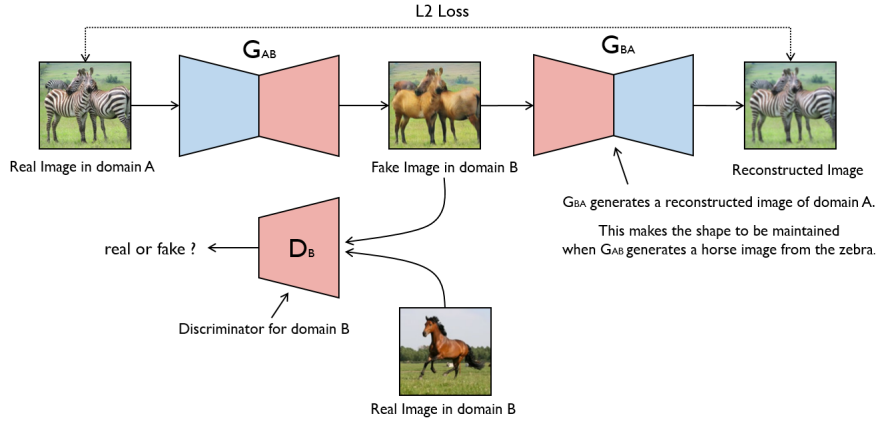 L2 Loss
GAB
GBA
Real Image in domain A
Fake Image in domain B
Reconstructed Image
GBA generates a reconstructed image of domain A.
This makes the shape to be maintained
when GAB generates a horse image from the zebra.
real or fake ?
DB
Discriminator for domain B
Real Image in domain B